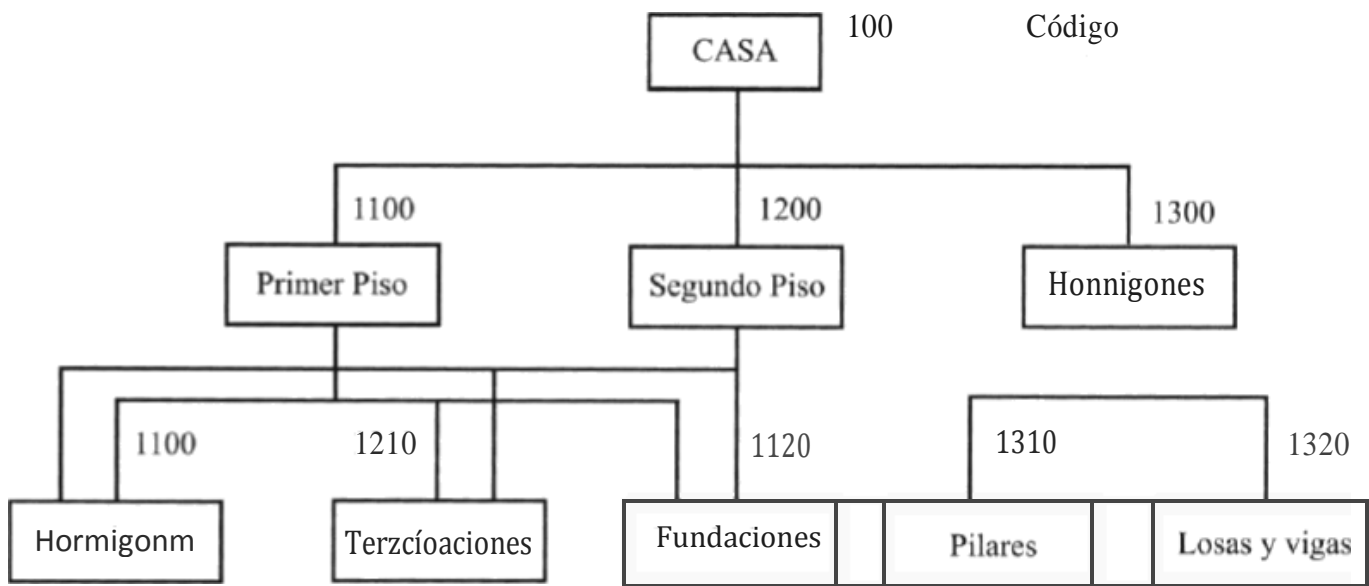 100 Código
CASA
1100 1200 1300
Primer Piso Segundo Piso Honnigones
1100 1210 1120 1310 1320
Hormigonm Terzcíoaciones Fundaciones Pilares Losas y vigas